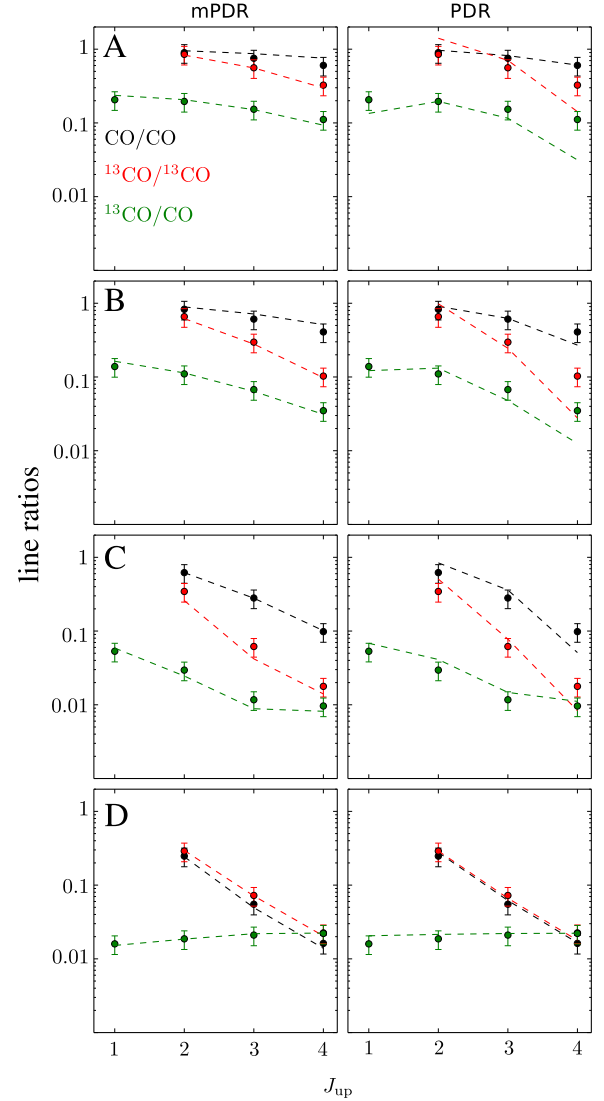 mPDR PDR
A
1
0.1
0.01
CO/CO
¹³CO/¹³CO
¹³CO/CO
B
1
0.1
0.01
line ratios
C
1
0.1
0.01
D
1
0.1
0.01
1 2 3 4 1 2 3 4
J_up